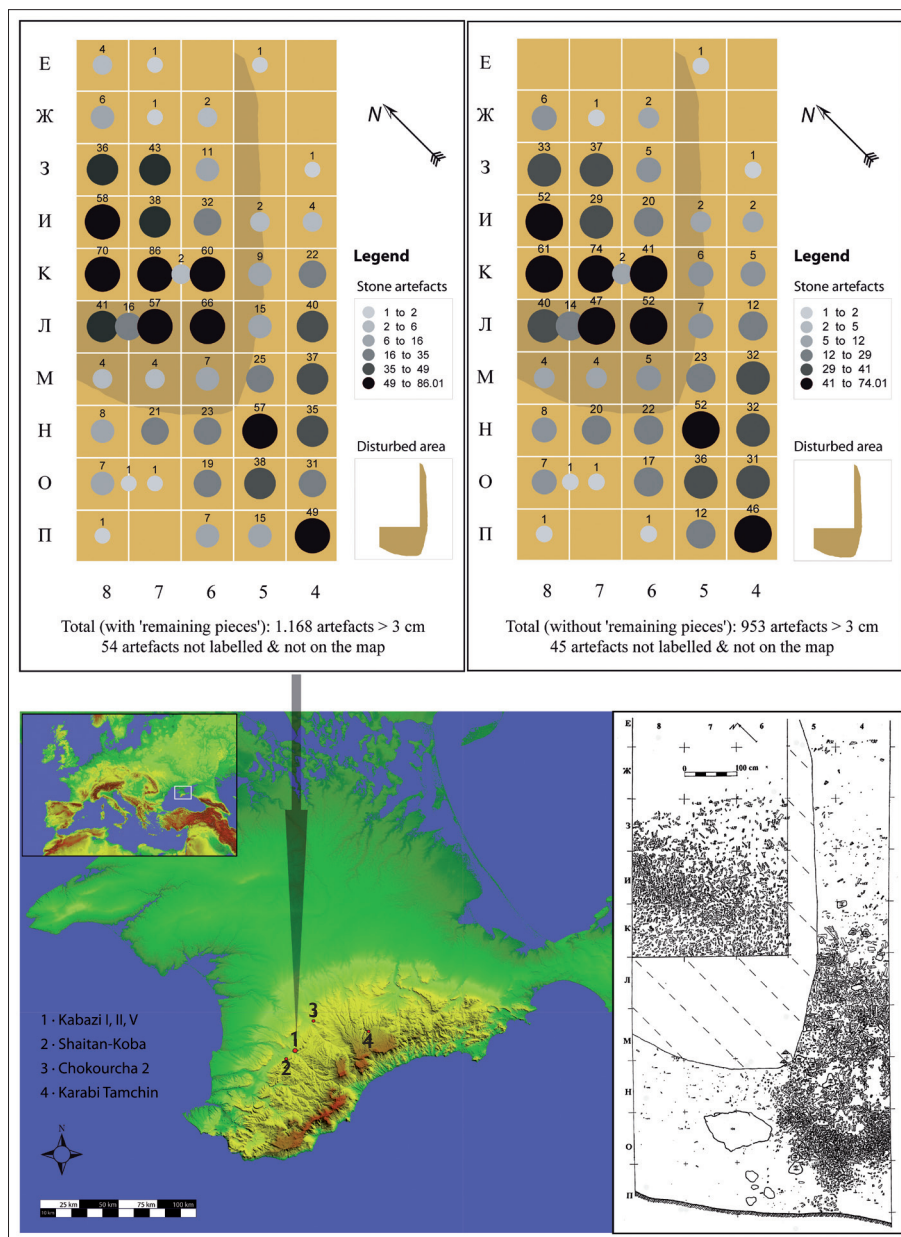 4 1 1
Е
6 1 2
Ж
N
36 43 11 1
З
58 38 32 2 4
И
70 86 2 60 9 22
К
Legend
Stone artefacts
1 to 2
2 to 6
6 to 16
16 to 35
35 to 49
49 to 86.01
41 16 57 66 15 40
Л
4 4 7 25 37
М
8 21 23 57 35
Н
Disturbed area
7 1 1 19 38 31
О
1 7 15 49
П
8 7 6 5 4
Total (with 'remaining pieces'): 1.168 artefacts > 3 cm
54 artefacts not labelled & not on the map
1
Е
6 1 2
Ж
N
33 37 5 1
З
52 29 20 2 2
И
61 74 2 41 6 5
К
Legend
Stone artefacts
1 to 2
2 to 5
5 to 12
12 to 29
29 to 41
41 to 74.01
40 14 47 52 7 12
Л
4 4 5 23 32
М
8 20 22 52 32
Н
Disturbed area
7 1 1 17 36 31
О
1 1 12 46
П
8 7 6 5 4
Total (without 'remaining pieces'): 953 artefacts > 3 cm
45 artefacts not labelled & not on the map
3
1
4
2
1 · Kabazi I, II, V
2 · Shaitan-Koba
3 · Chokourcha 2
4 · Karabi Tamchin
N
25 km 50 km 75 km 100 km
Е
8 7 6 5 4
N
0 100 cm
Ж
З
И
К
Л
М
Н
О
П